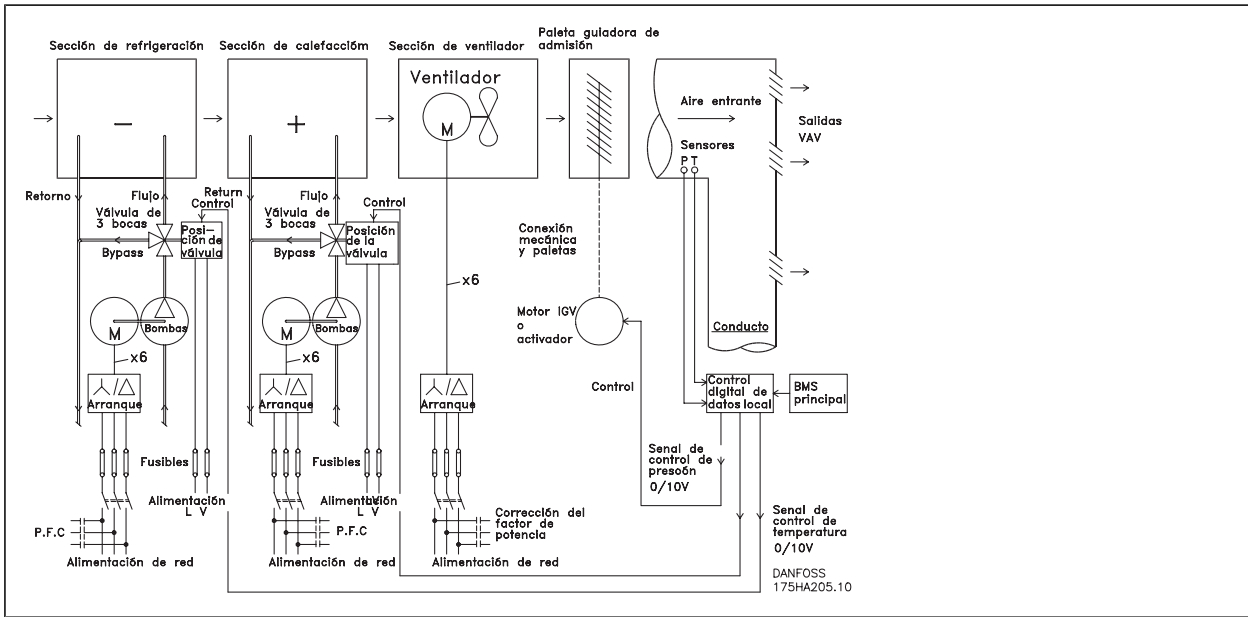 Sección de refrigeración
Sección de calefaccióm
Sección de ventilador
Paleta guladora de
admisión
Ventilador
M
−
+
Aire entrante
Salidas
VAV
Sensores
P T
Retorno
Flujo
Return
Control
Flujo
Control
Válvula de
3 bocas
Posi-
ción de
válvula
Bypass
Válvula de
3 bocas
Posición
de la
válvula
Bypass
Conexión
mecánica
y paletas
x6
M
Bombas
M
Bombas
Motor IGV
o
activador
Conducto
x6
x6
Arranque
Arranque
Arranque
Control
Control
digital de
datos local
BMS
principal
Fusibles
Fusibles
Senal de
control de
presoón
0/10V
Alimentación
L V
Alimentación
L V
Corrección del
factor de
potencia
P.F.C
P.F.C
Senal de
control de
temperatura
0/10V
Alimentación de red
Alimentación de red
Alimentación de red
DANFOSS
175HA205.10